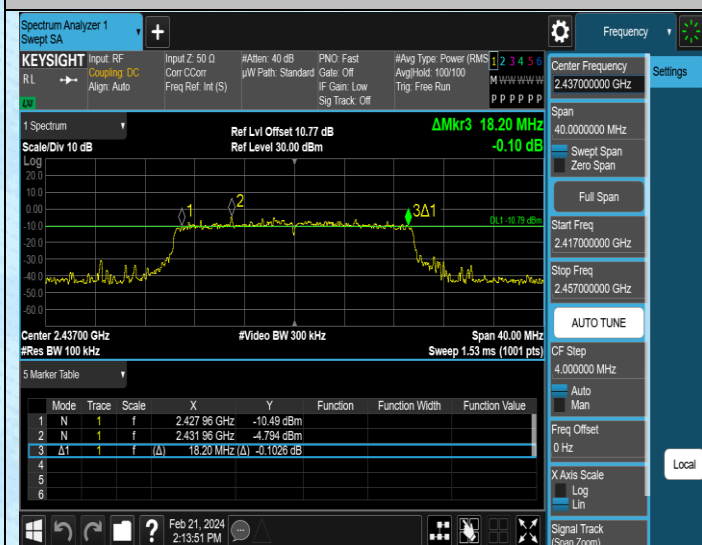 Spectrum Analyzer 1
Swept SA
Frequency
Settings
KEYSIGHT
R L
Input: RF
Coupling: DC
Align: Auto
Input Z: 50 Ω
Corr CCorr
Freq Ref: Int (S)
#Atten: 40 dB
µW Path: Standard
PNO: Fast
Gate: Off
IF Gain: Low
Sig Track: Off
#Avg Type: Power (RMS
Avg|Hold: 100/100
Trig: Free Run
1 2 3 4 5 6
M W W W W W
P P P P P P
1 Spectrum
Scale/Div 10 dB
Ref Lvl Offset 10.77 dB
Ref Level 30.00 dBm
ΔMkr3 18.20 MHz
-0.10 dB
Log
20.0
10.0
0.00
-10.0
-20.0
-30.0
-40.0
-50.0
-60.0
1
2
3Δ1
DL1 -10.79 dBm
Center 2.43700 GHz
#Video BW 300 kHz
Span 40.00 MHz
#Res BW 100 kHz
Sweep 1.53 ms (1001 pts)
5 Marker Table
Mode Trace Scale X Y Function Function Width Function Value
1 N 1 f 2.427 96 GHz -10.49 dBm
2 N 1 f 2.431 96 GHz -4.794 dBm
3 Δ1 1 f (Δ) 18.20 MHz (Δ) -0.1026 dB
4
5
6
Center Frequency
2.437000000 GHz
Span
40.0000000 MHz
Swept Span
Zero Span
Full Span
Start Freq
2.417000000 GHz
Stop Freq
2.457000000 GHz
AUTO TUNE
CF Step
4.000000 MHz
Auto
Man
Freq Offset
0 Hz
X Axis Scale
Log
Lin
Signal Track
(Span Zoom)
Local
?
Feb 21, 2024
2:13:51 PM